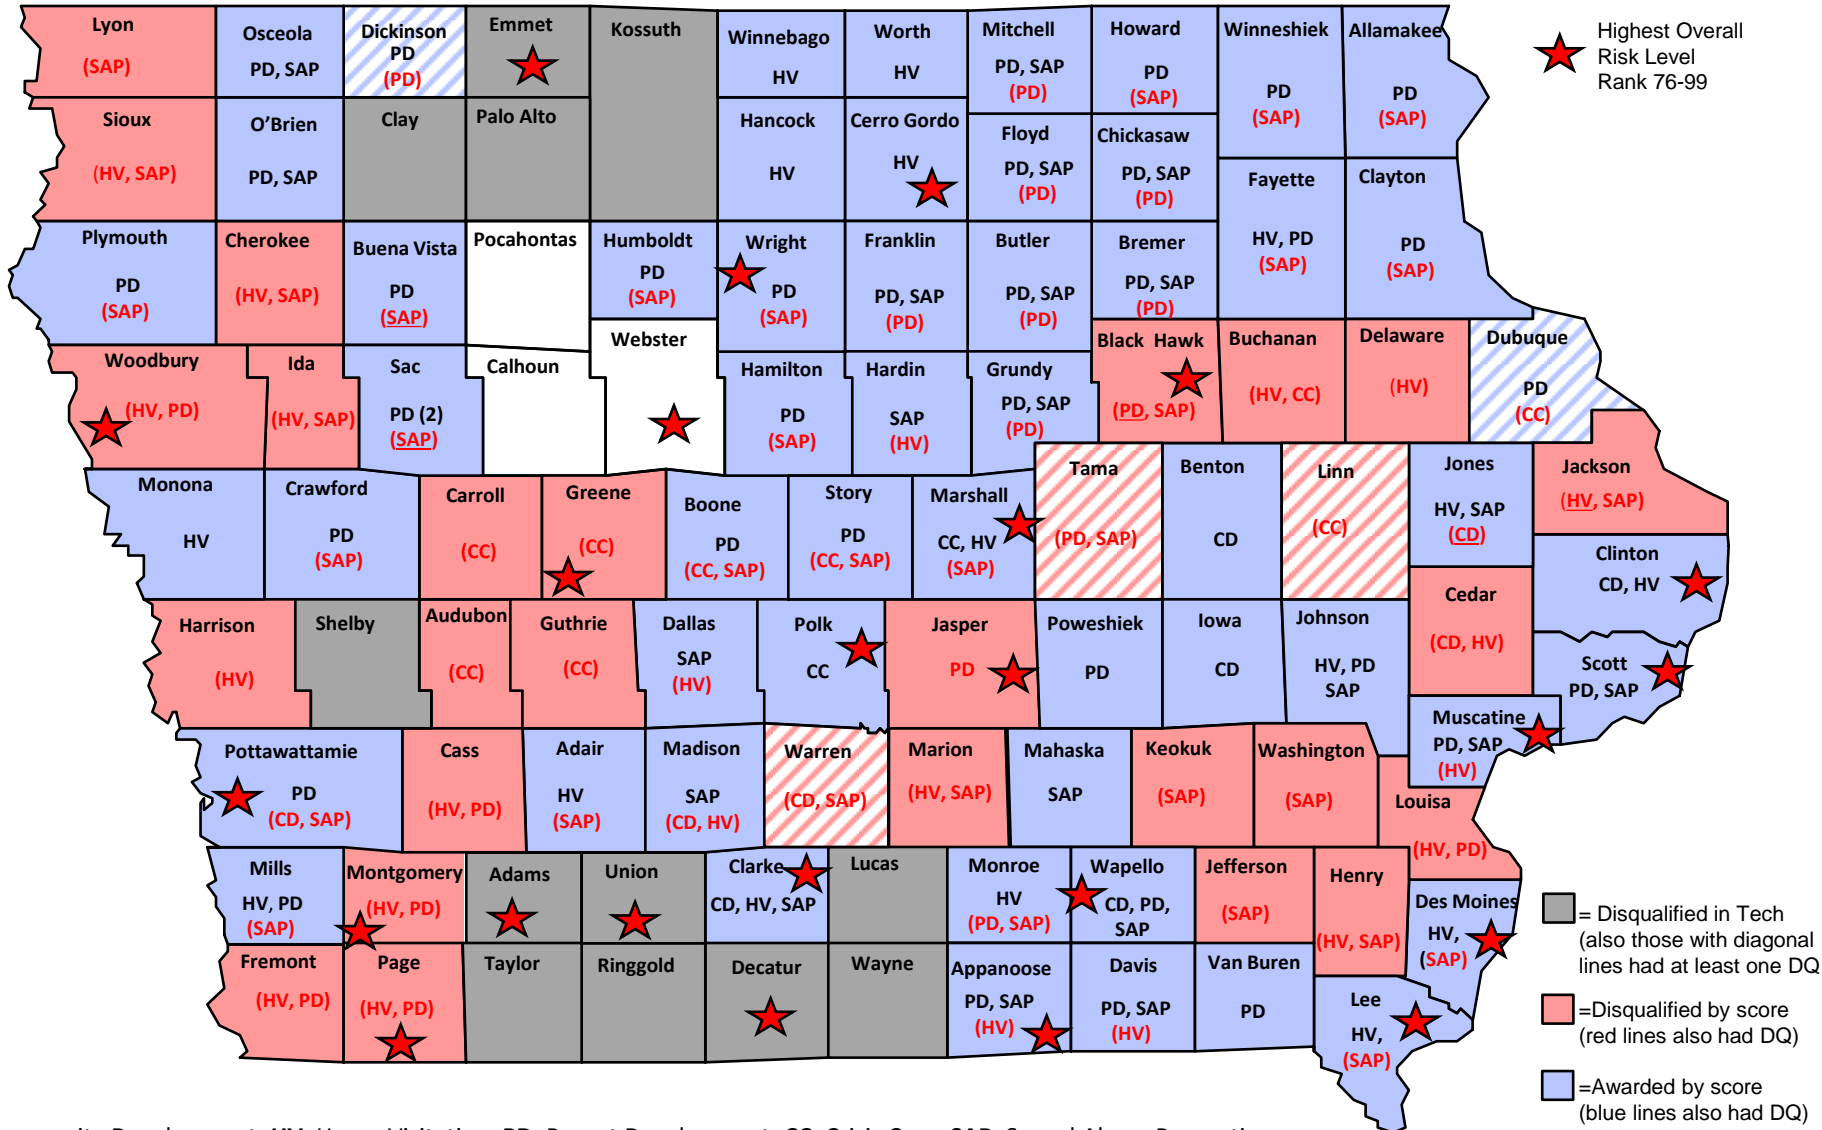 Lyon
(SAP)
Osceola
PD, SAP
Dickinson
PD
(PD)
Emmet
Kossuth
Winnebago
HV
Worth
HV
Mitchell
PD, SAP
(PD)
Howard
PD
(SAP)
Winneshiek
PD
(SAP)
Allamakee
PD
(SAP)
Highest Overall
Risk Level
Rank 76-99
Sioux
(HV, SAP)
O'Brien
PD, SAP
Clay
Palo Alto
Hancock
HV
Cerro Gordo
HV
Floyd
PD, SAP
(PD)
Chickasaw
PD, SAP
(PD)
Fayette
HV, PD
(SAP)
Clayton
PD
(SAP)
Plymouth
PD
(SAP)
Cherokee
(HV, SAP)
Buena Vista
PD
(SAP)
Pocahontas
Humboldt
PD
(SAP)
Wright
PD
(SAP)
Franklin
PD, SAP
(PD)
Butler
PD, SAP
(PD)
Bremer
PD, SAP
(PD)
Woodbury
(HV, PD)
Ida
(HV, SAP)
Sac
PD (2)
(SAP)
Calhoun
Webster
Hamilton
PD
(SAP)
Hardin
SAP
(HV)
Grundy
PD, SAP
(PD)
Black Hawk
(PD, SAP)
Buchanan
(HV, CC)
Delaware
(HV)
Dubuque
PD
(CC)
Monona
HV
Crawford
PD
(SAP)
Carroll
(CC)
Greene
(CC)
Boone
PD
(CC, SAP)
Story
PD
(CC, SAP)
Marshall
CC, HV
(SAP)
Tama
(PD, SAP)
Benton
CD
Linn
(CC)
Jones
HV, SAP
(CD)
Jackson
(HV, SAP)
Clinton
CD, HV
Harrison
(HV)
Shelby
Audubon
(CC)
Guthrie
(CC)
Dallas
SAP
(HV)
Polk
CC
Jasper
PD
Poweshiek
PD
Iowa
CD
Johnson
HV, PD
SAP
Cedar
(CD, HV)
Scott
PD, SAP
Muscatine
PD, SAP
(HV)
Pottawattamie
PD
(CD, SAP)
Cass
(HV, PD)
Adair
HV
(SAP)
Madison
SAP
(CD, HV)
Warren
(CD, SAP)
Marion
(HV, SAP)
Mahaska
SAP
Keokuk
(SAP)
Washington
(SAP)
Louisa
(HV, PD)
Mills
HV, PD
(SAP)
Montgomery
(HV, PD)
Adams
Union
Clarke
CD, HV, SAP
Lucas
Monroe
HV
(PD, SAP)
Wapello
CD, PD,
SAP
Jefferson
(SAP)
Henry
(HV, SAP)
Des Moines
HV,
(SAP)
Fremont
(HV, PD)
Page
(HV, PD)
Taylor
Ringgold
Decatur
Wayne
Appanoose
PD, SAP
(HV)
Davis
PD, SAP
(HV)
Van Buren
PD
Lee
HV,
(SAP)
= Disqualified in Tech
(also those with diagonal
lines had at least one DQ
=Disqualified by score
(red lines also had DQ)
=Awarded by score
(blue lines also had DQ)